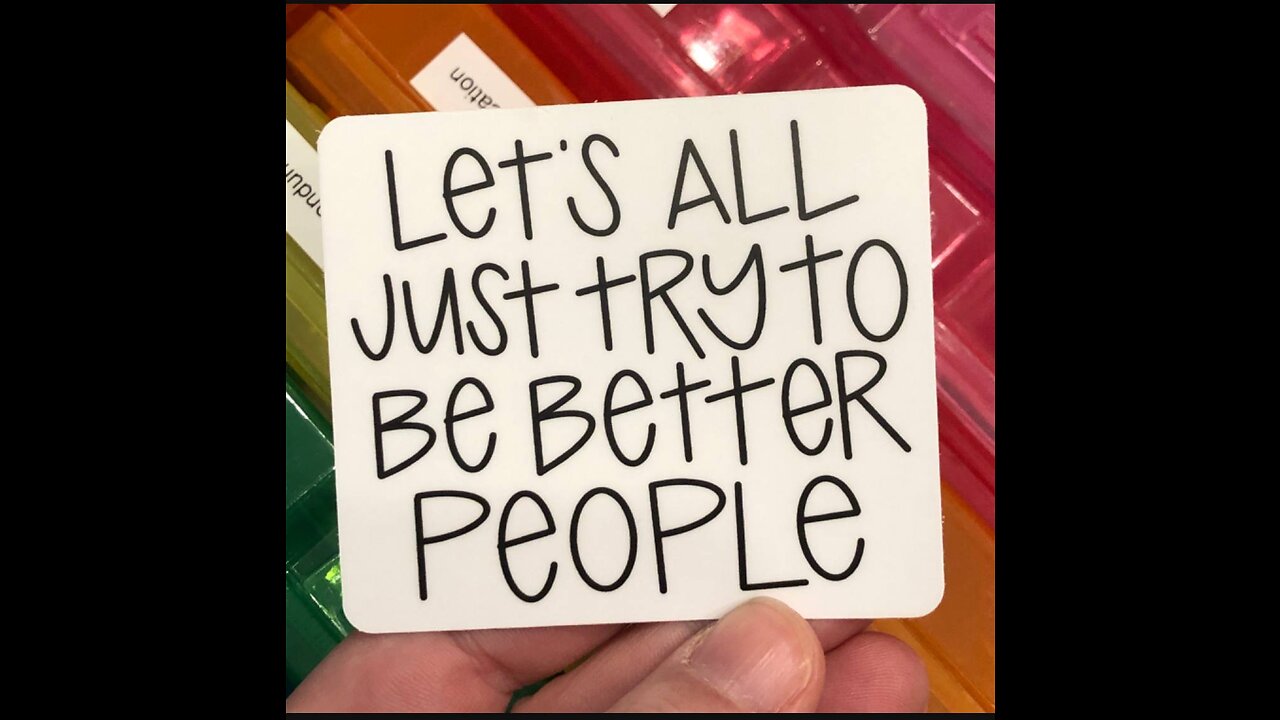 Let's ALL
Just try to
Be Better
People